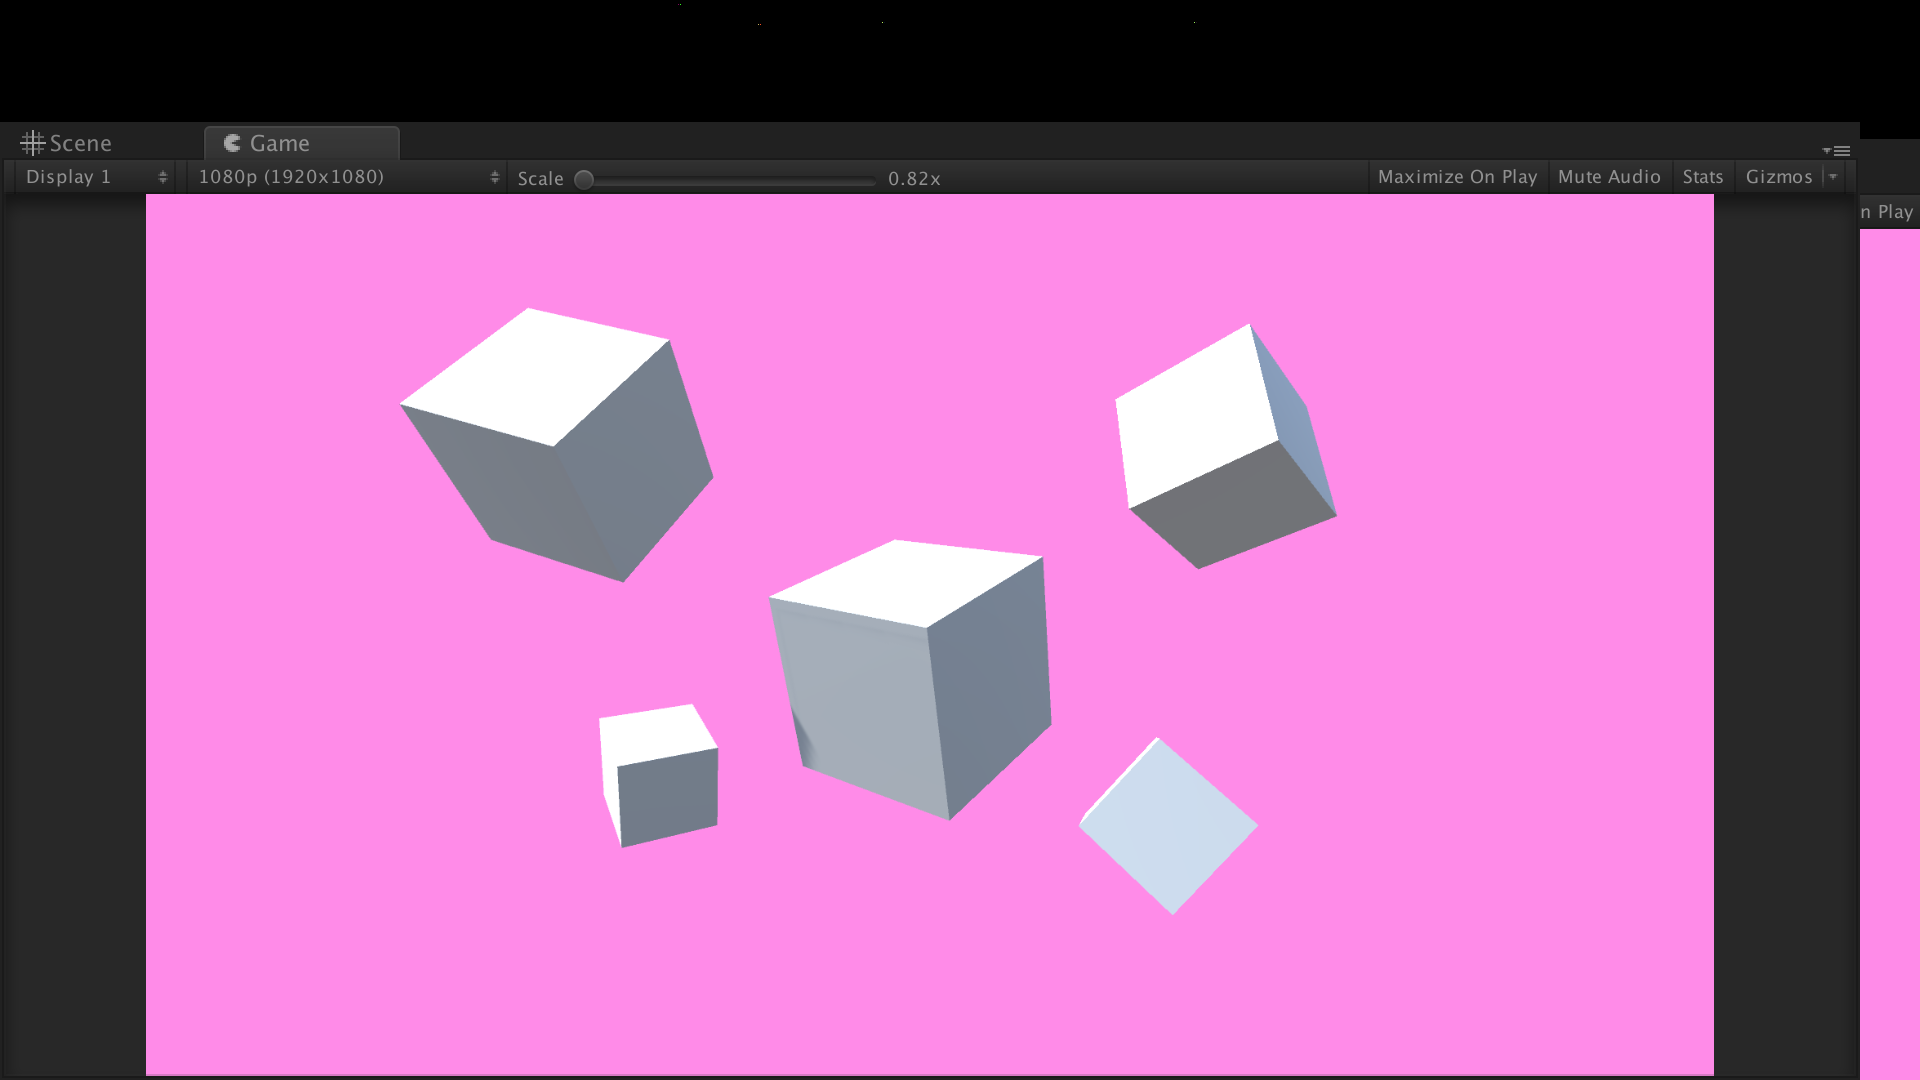 Scene
Game
Display 1
1080p (1920x1080)
Scale
0.82x
Maximize On Play
Mute Audio
Stats
Gizmos
n Play